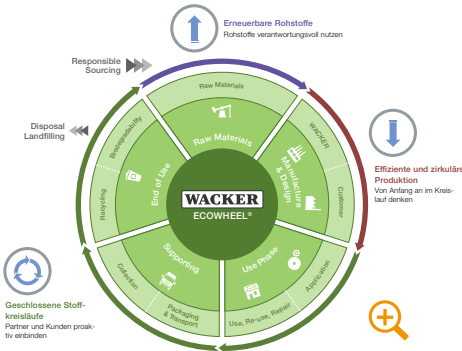 Erneuerbare Rohstoffe
Rohstoffe verantwortungsvoll nutzen
Responsible
Sourcing
Raw Materials
Raw Materials
Disposal
Landfilling
Biodegradability
WACKER
End of Use
Manufacture
& Design
Effiziente und zirkuläre
Produktion
Von Anfang an im Kreis-
lauf denken
WACKER
ECOWHEEL®
Recycling
Customer
Supporting
Use Phase
Collection
Application
Packaging
& Transport
Use, Re-use, Repair
Geschlossene Stoff-
kreisläufe
Partner und Kunden proak-
tiv einbinden